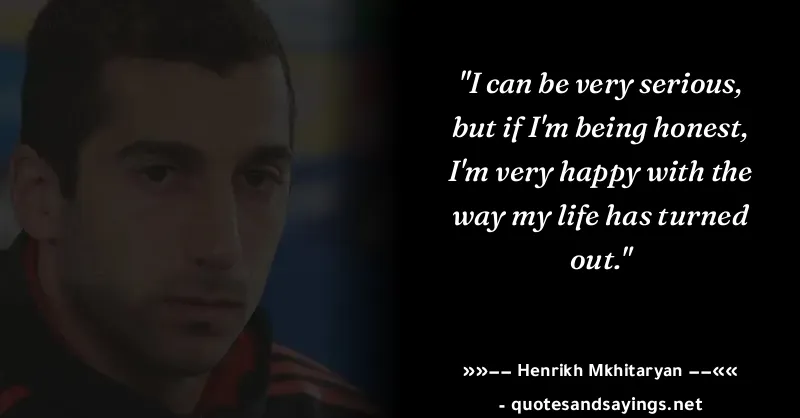 "I can be very serious,
but if I'm being honest,
I'm very happy with the
way my life has turned
out."
»»−− Henrikh Mkhitaryan −−««
- quotesandsayings.net